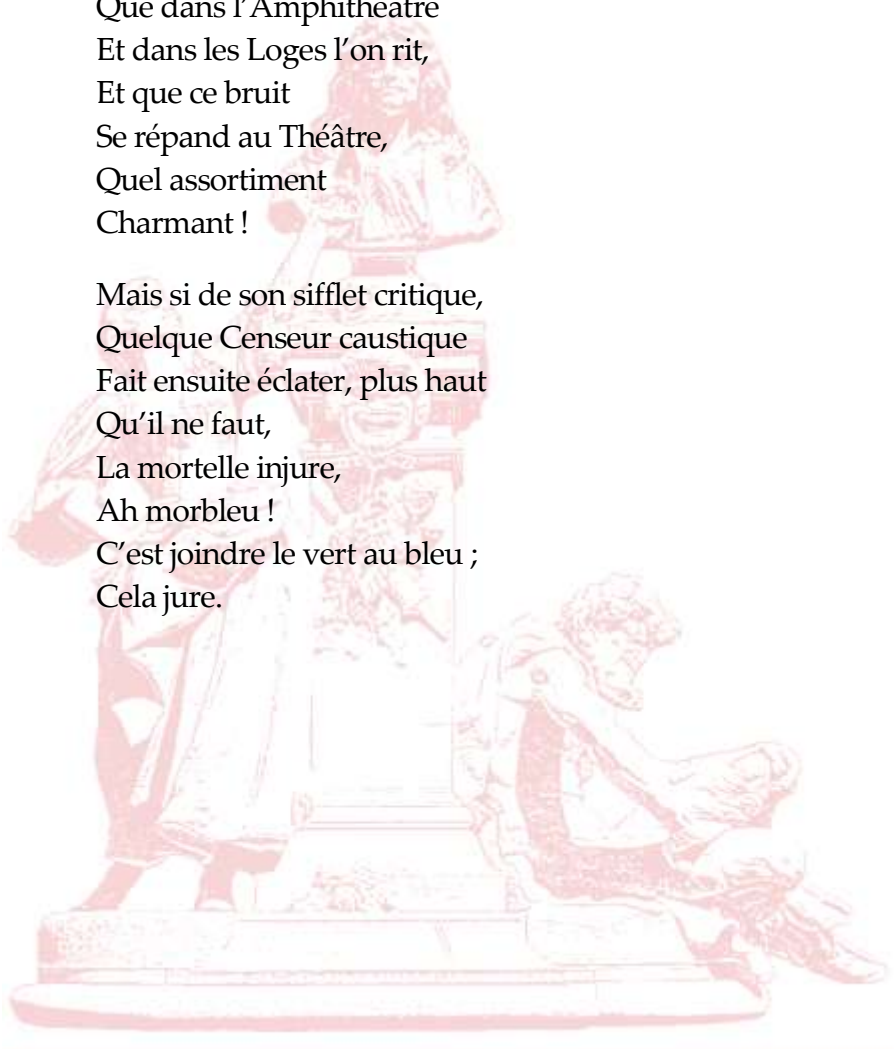 Que dans l’Amphithéâtre
Et dans les Loges l’on rit,
Et que ce bruit
Se répand au Théâtre,
Quel assortiment
Charmant !
Mais si de son sifflet critique,
Quelque Censeur caustique
Fait ensuite éclater, plus haut
Qu’il ne faut,
La mortelle injure,
Ah morbleu !
C’est joindre le vert au bleu ;
Cela jure.